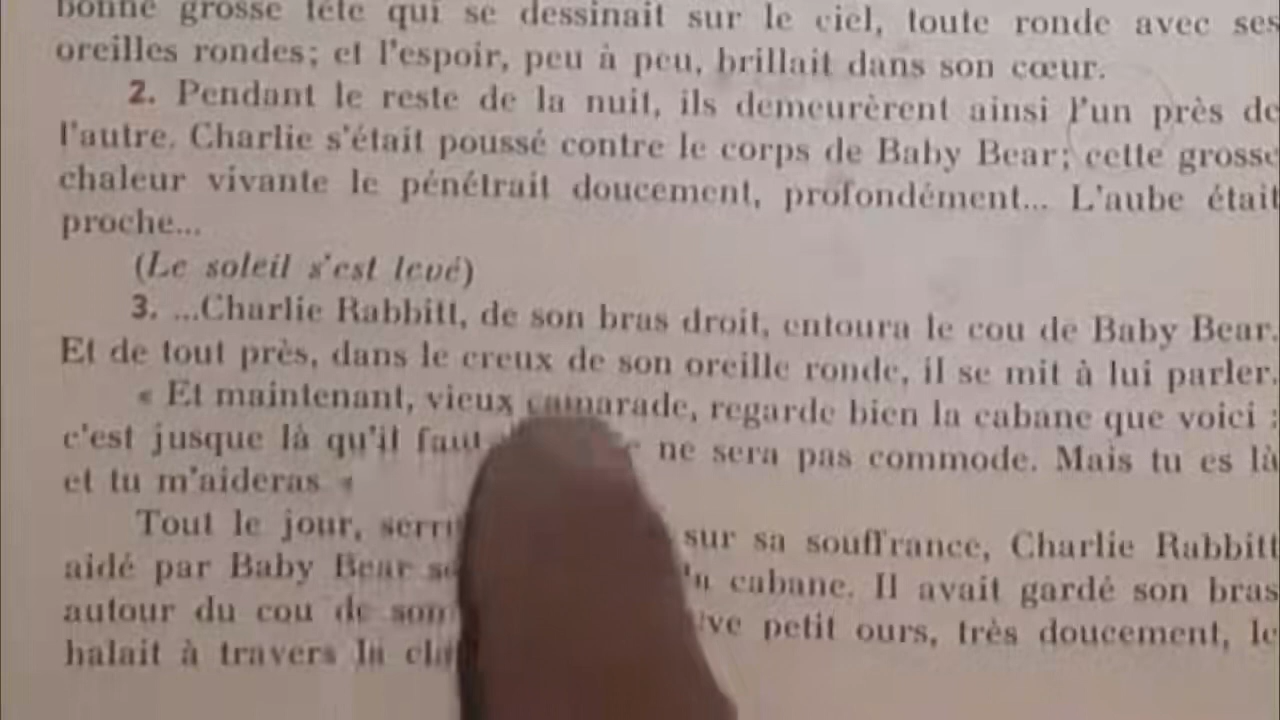 bonne grosse tête qui se dessinait sur le ciel, toute ronde avec ses
oreilles rondes; et l'espoir, peu à peu, brillait dans son cœur.
2. Pendant le reste de la nuit, ils demeurèrent ainsi l'un près de
l'autre. Charlie s'était poussé contre le corps de Baby Bear; cette grosse
chaleur vivante le pénétrait doucement, profondément... L'aube était
proche...
(Le soleil s'est levé)
3. ...Charlie Rabbitt, de son bras droit, entoura le cou de Baby Bear.
Et de tout près, dans le creux de son oreille ronde, il se mit à lui parler.
« Et maintenant, vieux camarade, regarde bien la cabane que voici :
c'est jusque là qu'il faut ne sera pas commode. Mais tu es là
et tu m'aideras «
Tout le jour, sur sa souffrance, Charlie Rabbitt
aidé par Baby Bear cabane. Il avait gardé son bras
autour du cou de petit ours, très doucement, le
halait à travers la